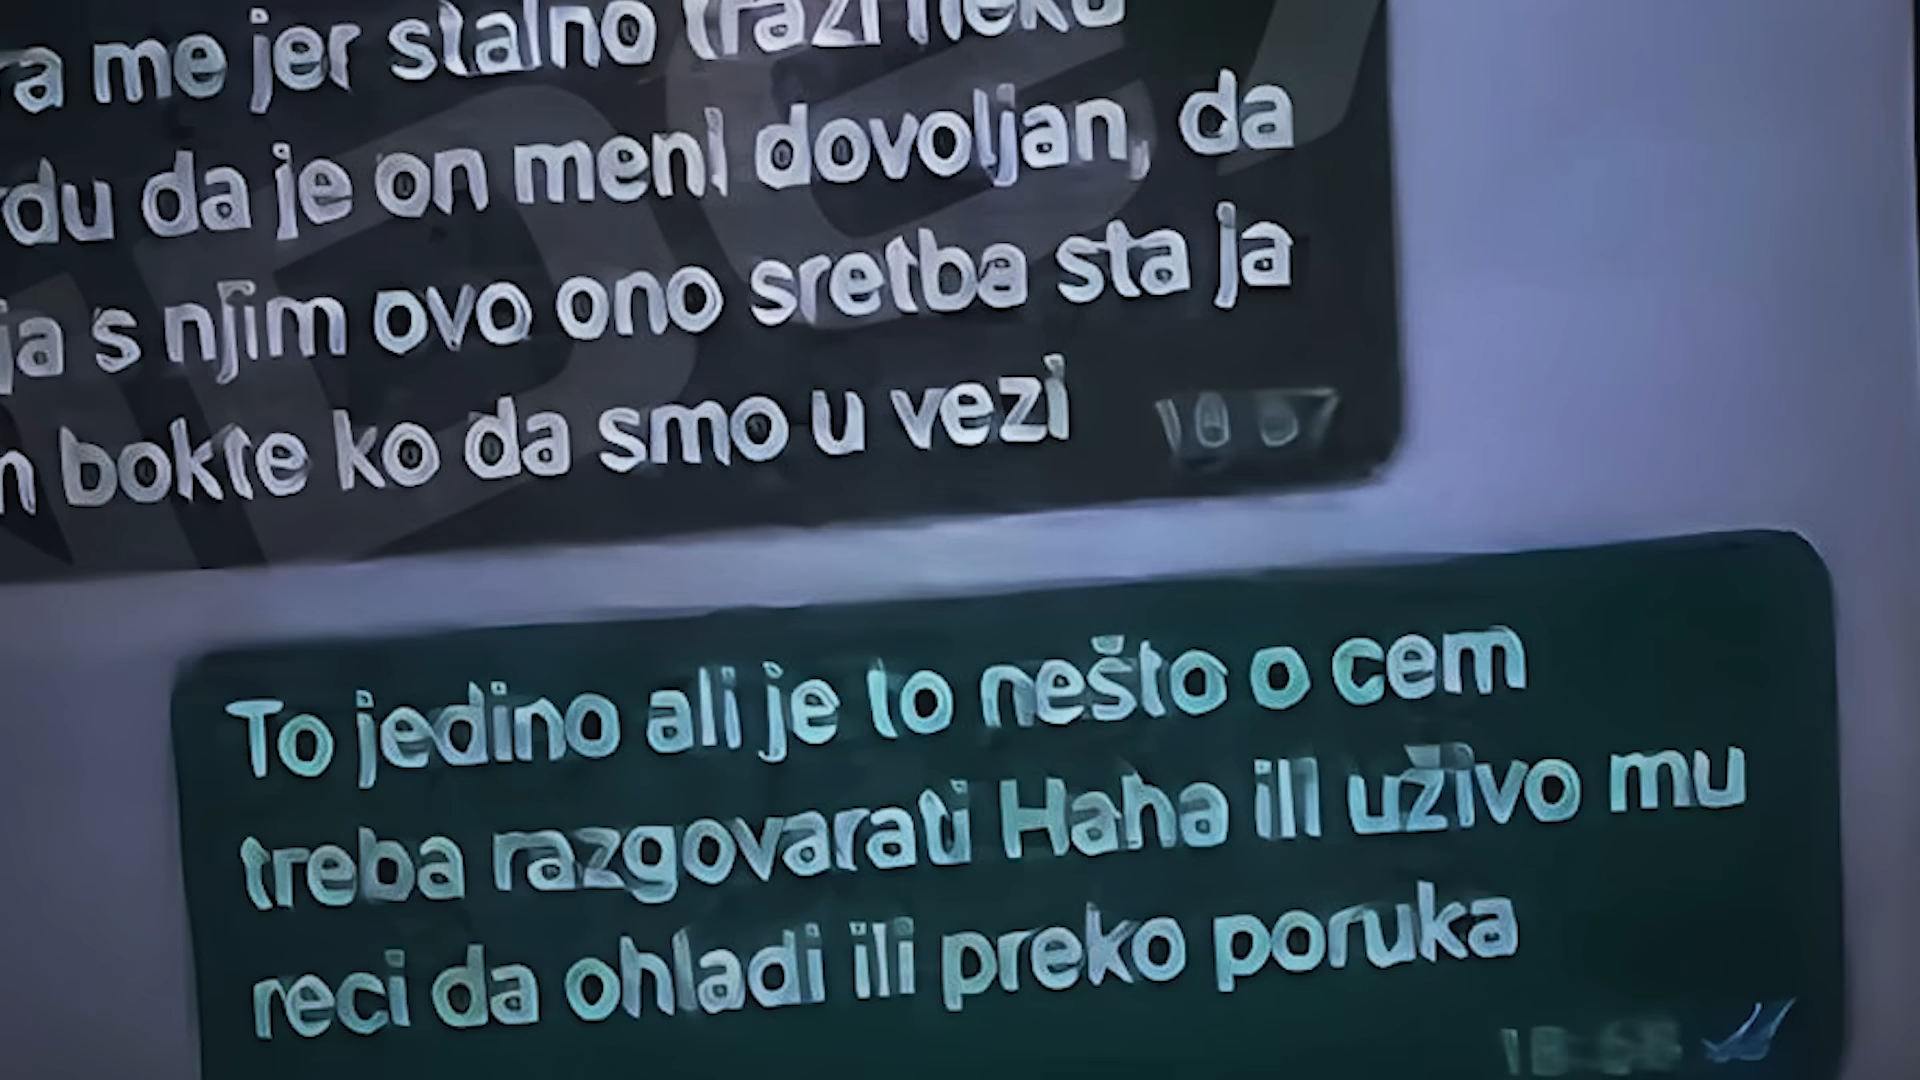 me jer stalno traži neku
da je on meni dovoljan, da
ja s njim ovo ono sretba sta ja
bokte ko da smo u vezi
To jedino ali je to nešto o cem
treba razgovarati Haha ili uživo mu
reci da ohladi ili preko poruka